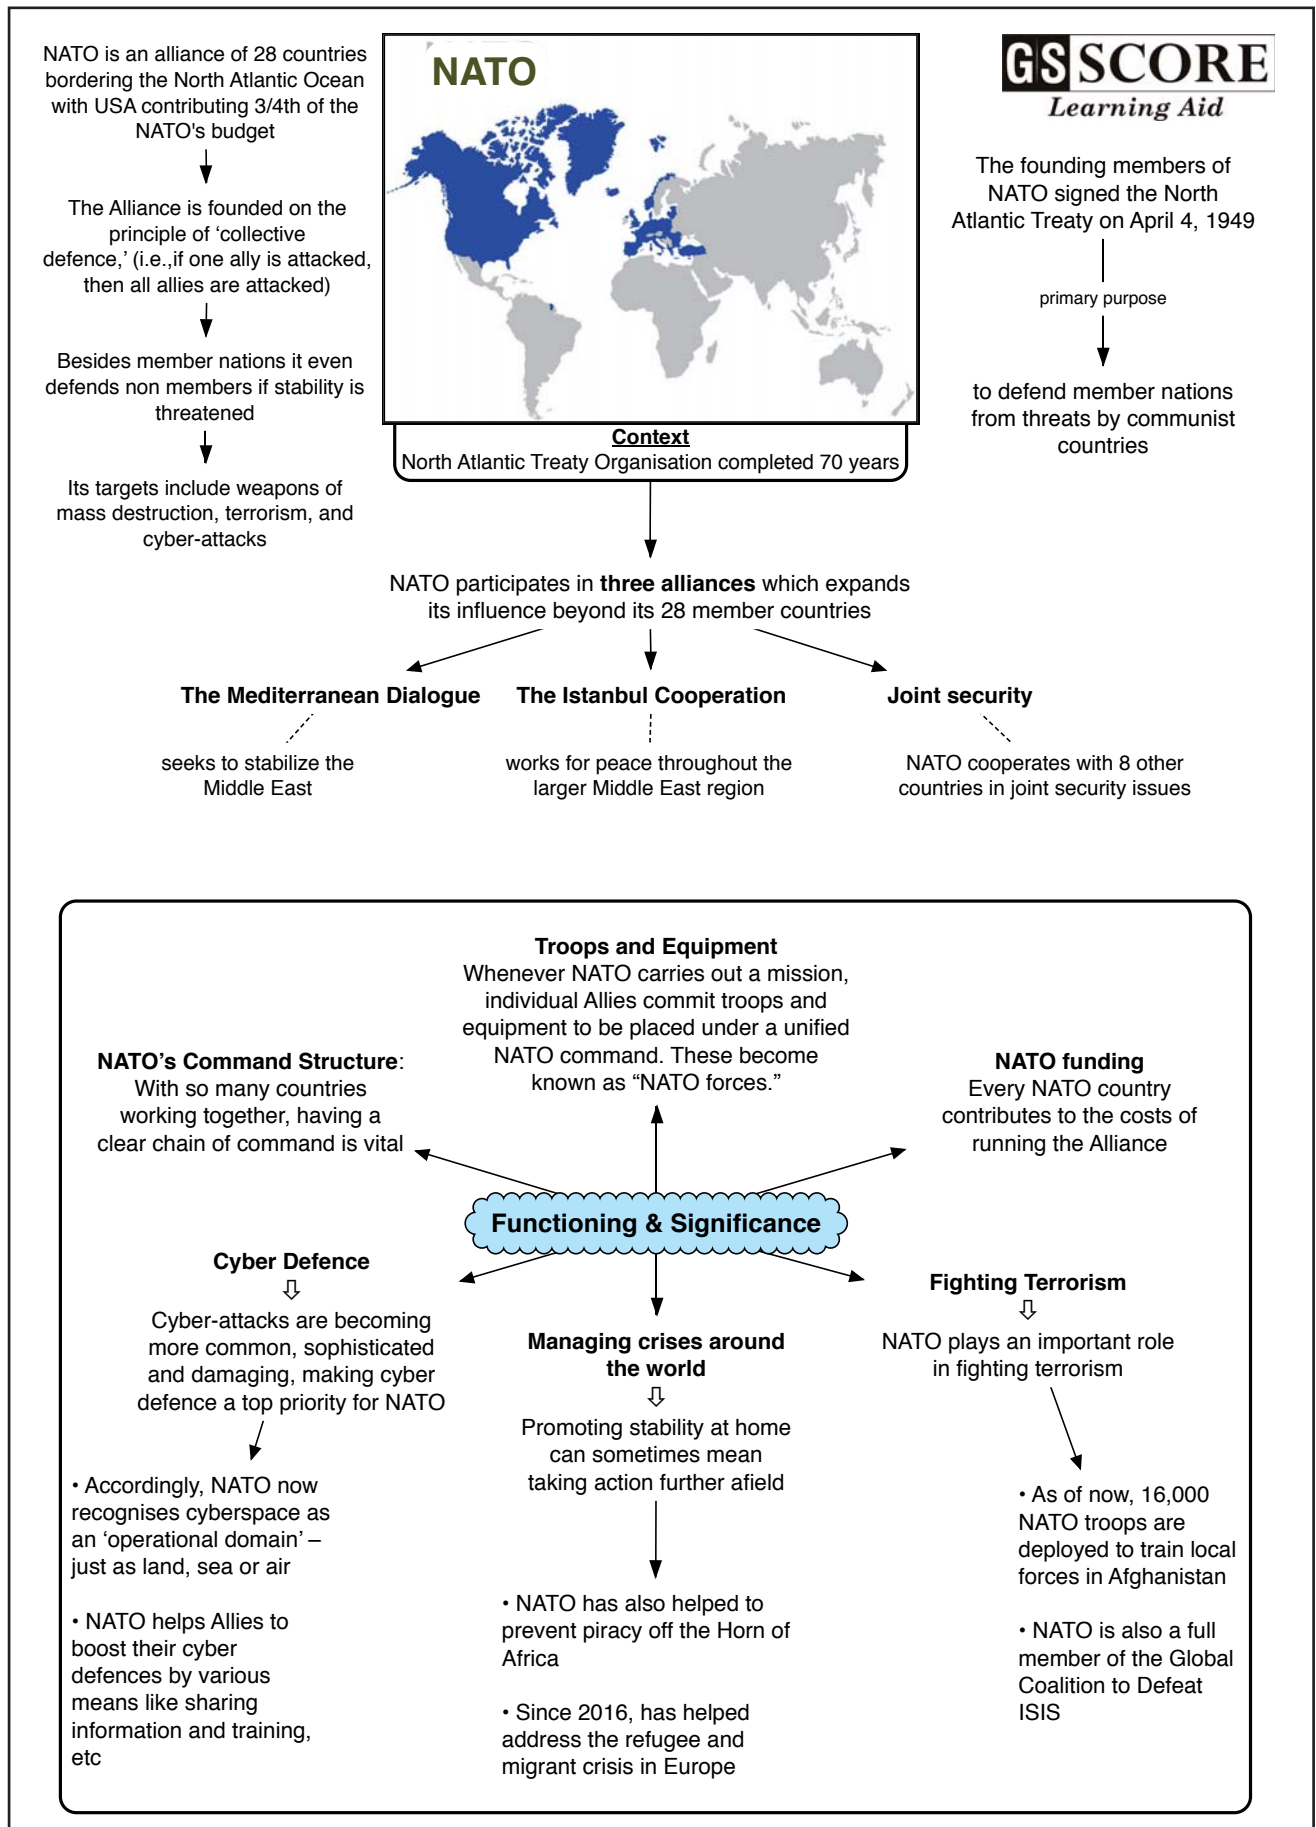 NATO is an alliance of 28 countries
bordering the North Atlantic Ocean
with USA contributing 3/4th of the
NATO's budget
The Alliance is founded on the
principle of ‘collective
defence,’ (i.e.,if one ally is attacked,
then all allies are attacked)
Besides member nations it even
defends non members if stability is
threatened
Its targets include weapons of
mass destruction, terrorism, and
cyber-attacks
NATO
Context
North Atlantic Treaty Organisation completed 70 years
GS SCORE
Learning Aid
The founding members of
NATO signed the North
Atlantic Treaty on April 4, 1949
primary purpose
to defend member nations
from threats by communist
countries
NATO participates in three alliances which expands
its influence beyond its 28 member countries
The Mediterranean Dialogue
seeks to stabilize the
Middle East
The Istanbul Cooperation
works for peace throughout the
larger Middle East region
Joint security
NATO cooperates with 8 other
countries in joint security issues
Troops and Equipment
Whenever NATO carries out a mission,
individual Allies commit troops and
equipment to be placed under a unified
NATO command. These become
known as “NATO forces.”
NATO’s Command Structure:
With so many countries
working together, having a
clear chain of command is vital
NATO funding
Every NATO country
contributes to the costs of
running the Alliance
Functioning & Significance
Cyber Defence
Cyber-attacks are becoming
more common, sophisticated
and damaging, making cyber
defence a top priority for NATO
• Accordingly, NATO now
recognises cyberspace as
an ‘operational domain’ –
just as land, sea or air
• NATO helps Allies to
boost their cyber
defences by various
means like sharing
information and training,
etc
Managing crises around
the world
Promoting stability at home
can sometimes mean
taking action further afield
• NATO has also helped to
prevent piracy off the Horn of
Africa
• Since 2016, has helped
address the refugee and
migrant crisis in Europe
Fighting Terrorism
NATO plays an important role
in fighting terrorism
• As of now, 16,000
NATO troops are
deployed to train local
forces in Afghanistan
• NATO is also a full
member of the Global
Coalition to Defeat
ISIS